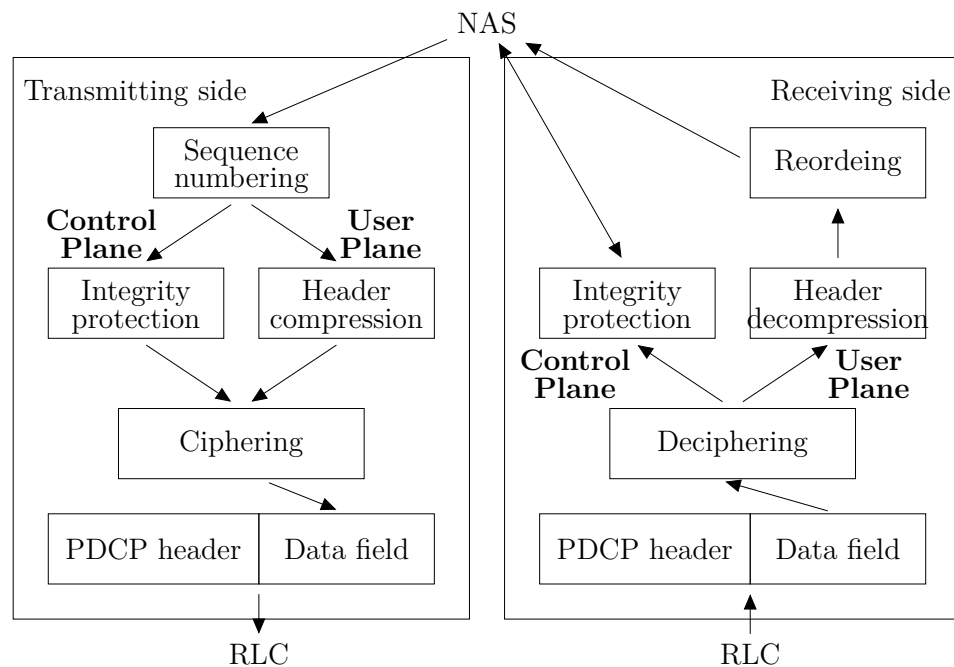 NAS
Transmitting side
Sequence
numbering
Control
Plane
User
Plane
Integrity
protection
Header
compression
Ciphering
PDCP header
Data field
RLC
Receiving side
Reordeing
Integrity
protection
Header
decompression
Control
Plane
User
Plane
Deciphering
PDCP header
Data field
RLC